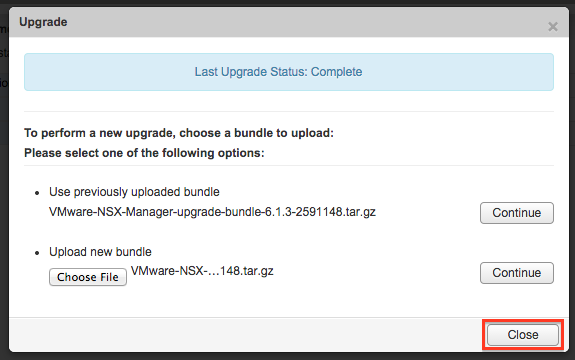 Upgrade
×
Last Upgrade Status: Complete
To perform a new upgrade, choose a bundle to upload:
Please select one of the following options:
• Use previously uploaded bundle
VMware-NSX-Manager-upgrade-bundle-6.1.3-2591148.tar.gz
Continue
• Upload new bundle
Choose File VMware-NSX-…148.tar.gz
Continue
Close